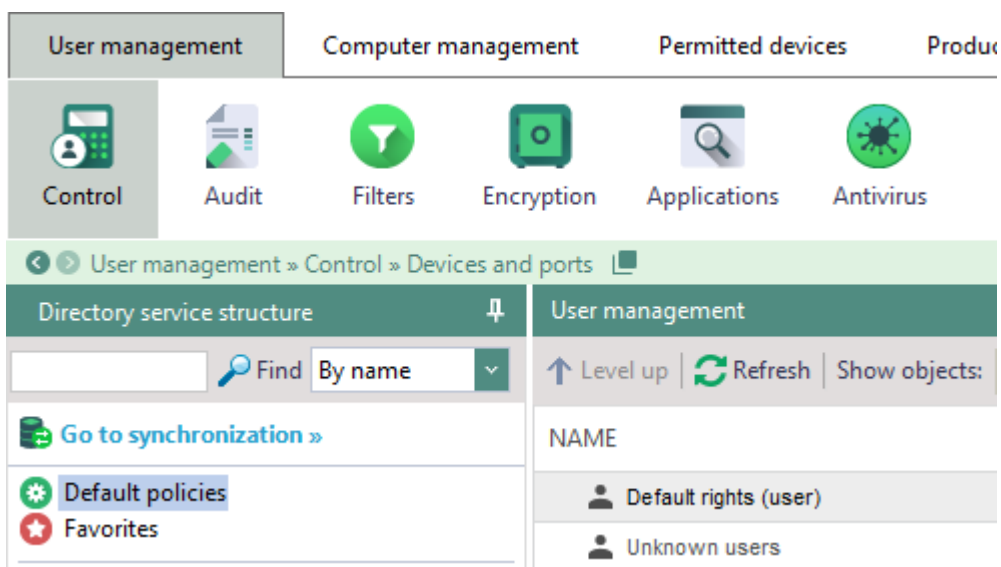 User management Computer management Permitted devices Produc
Control Audit Filters Encryption Applications Antivirus
User management » Control » Devices and ports
Directory service structure User management
Find By name Level up Refresh Show objects:
Go to synchronization » NAME
Default policies Default rights (user)
Favorites
Unknown users